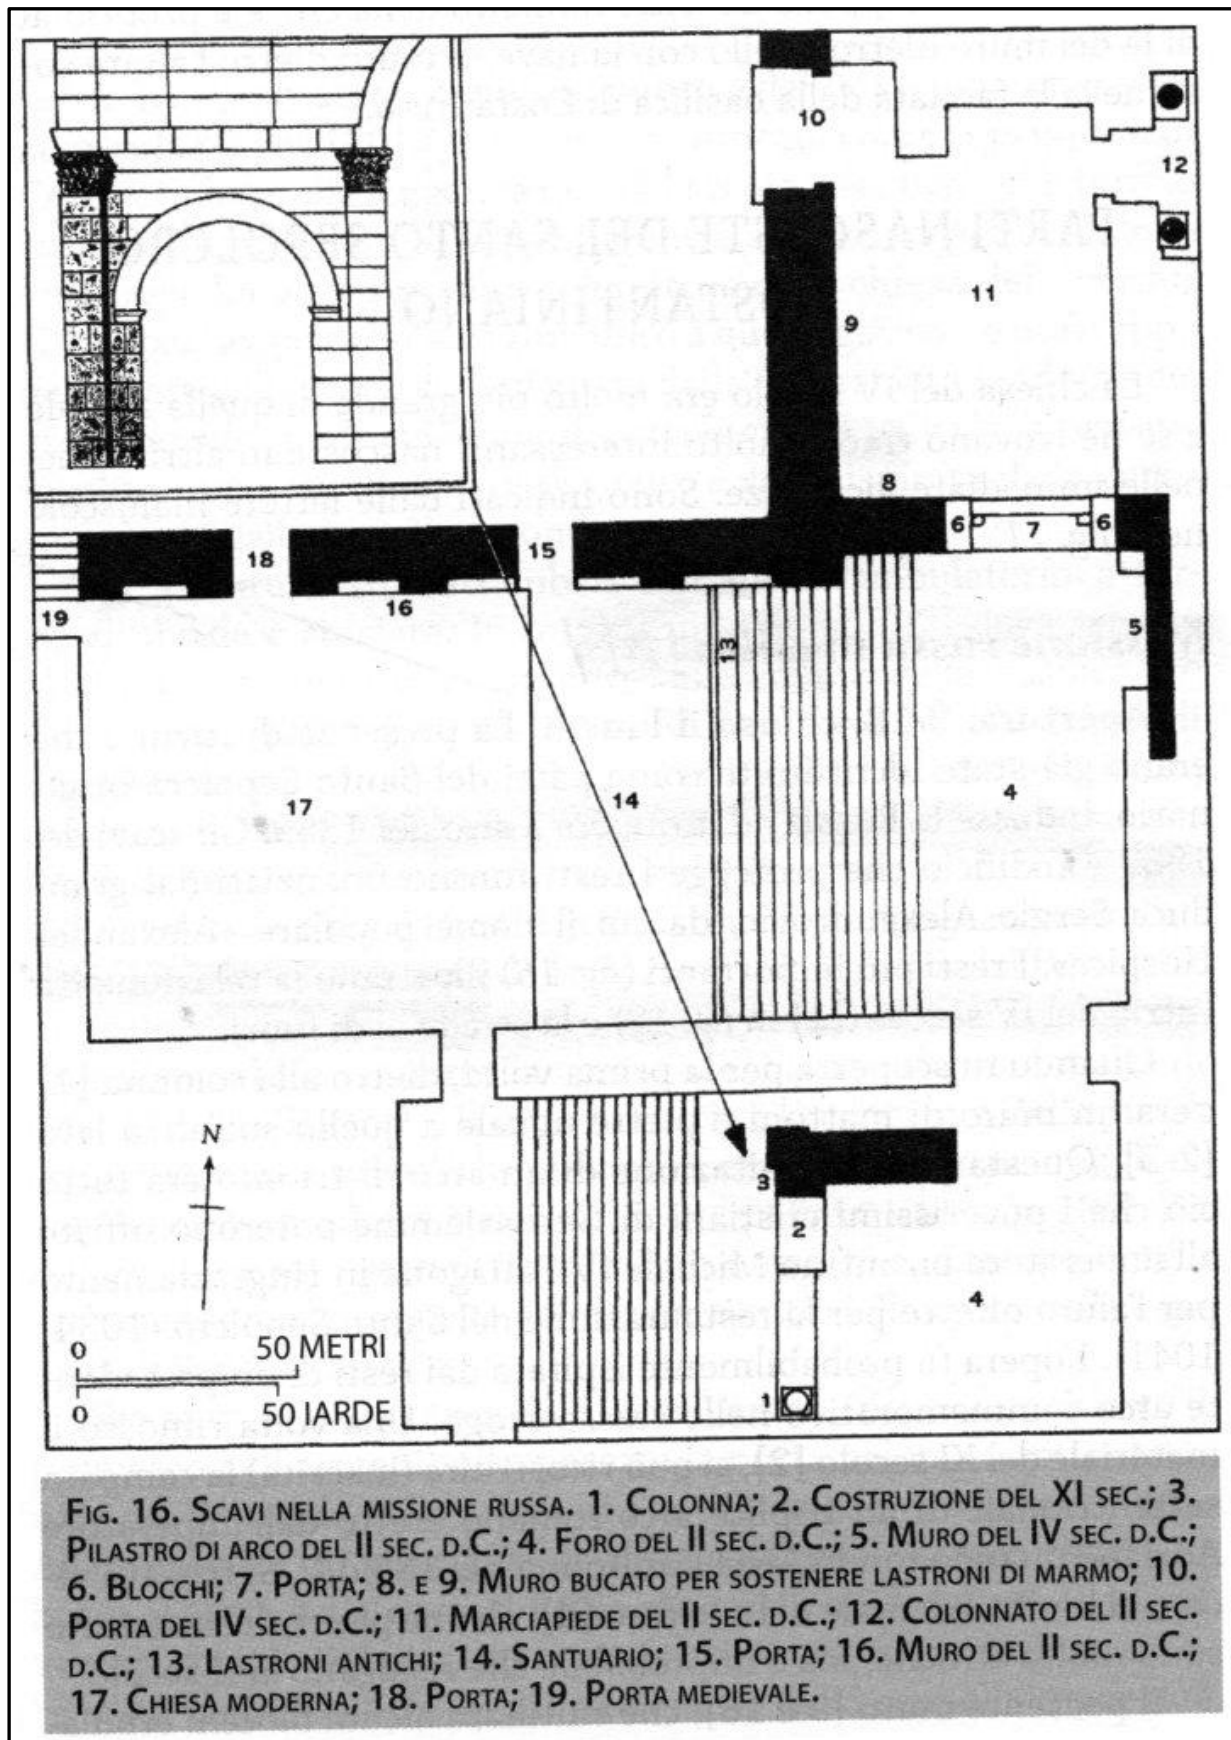 10
12
11
9
8
6
7
6
18
15
16
19
13
5
17
14
4
N
3
2
4
1
0 50 METRI
0 50 IARDE
FIG. 16. SCAVI NELLA MISSIONE RUSSA. 1. COLONNA; 2. COSTRUZIONE DEL XI SEC.; 3.
PILASTRO DI ARCO DEL II SEC. D.C.; 4. FORO DEL II SEC. D.C.; 5. MURO DEL IV SEC. D.C.;
6. BLOCCHI; 7. PORTA; 8. E 9. MURO BUCATO PER SOSTENERE LASTRONI DI MARMO; 10.
PORTA DEL IV SEC. D.C.; 11. MARCIAPIEDE DEL II SEC. D.C.; 12. COLONNATO DEL II SEC.
D.C.; 13. LASTRONI ANTICHI; 14. SANTUARIO; 15. PORTA; 16. MURO DEL II SEC. D.C.;
17. CHIESA MODERNA; 18. PORTA; 19. PORTA MEDIEVALE.